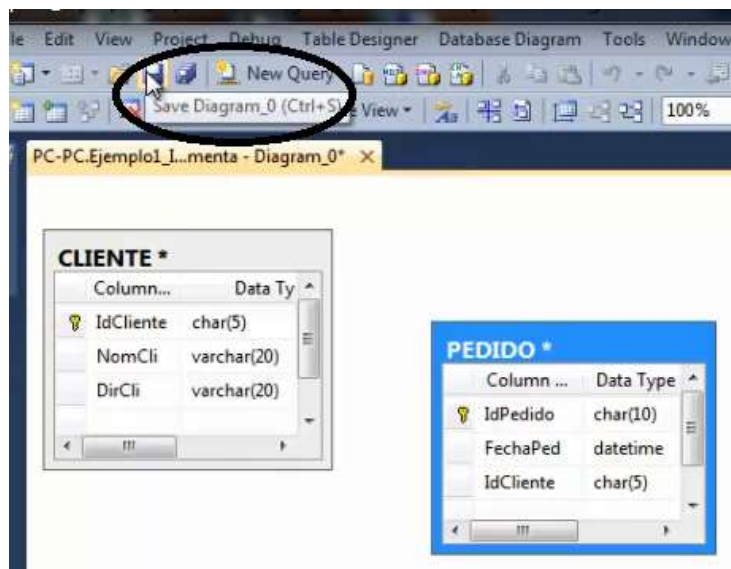 le Edit View Project Debug Table Designer Database Diagram Tools Window
New Query
Save Diagram_0 (Ctrl+S) e View 100%
PC-PC.Ejemplo1_I...menta - Diagram_0* ×
CLIENTE *
Column... Data Ty
IdCliente char(5)
NomCli varchar(20)
DirCli varchar(20)
PEDIDO *
Column ... Data Type
IdPedido char(10)
FechaPed datetime
IdCliente char(5)